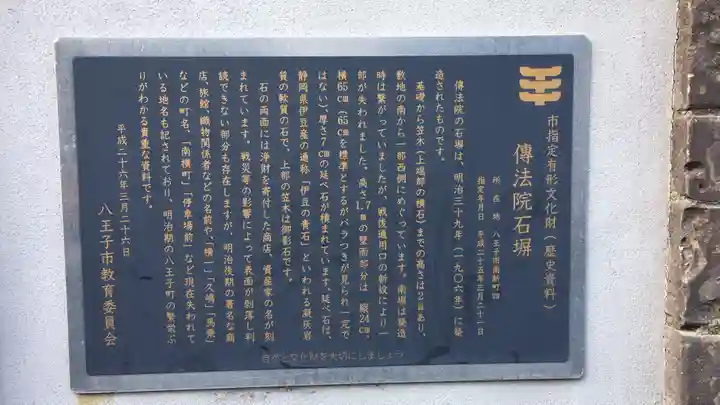 市指定有形文化財（歴史資料）
傳法院石塀
所在地 八王子市南新町四
指定年月日 平成二十五年三月二十二日
傳法院の石塀は、明治三十九年（一九〇六年）に築
造されたものです。
基礎から笠木（上端部の横石）までの高さは2mあり、
敷地の南から一部西側にめぐっています。南塀は築造
時は繋がっていましたが、戦後通用口の新設により一
部が失われました。高さ1.7mの壁面部分は、縦24㎝、
横65㎝（65㎝を標準とするがバラつきが見られ一定で
はない）、厚さ7㎝の延べ石が積まれています。延べ石は、
静岡県伊豆産の通称「伊豆の青石」といわれる凝灰岩
質の軟質の石で、上部の笠木は御影石です。
石の両面には浄財を寄付した商店、資産家の名が刻
まれています。戦災等の影響によって表面が剥落し判
読できない部分も存在しますが、明治後期の著名な商
店、旅館、織物関係者などの名前や、「横一」「久嶋」「馬乗」
などの町名、「南横町」「停車場前」など現在失われて
いる地名も記されており、明治期の八王子町の繁栄ぶ
りがわかる貴重な資料です。
平成二十六年三月二十六日
八王子市教育委員会
自然と文化財を大切にしましょう